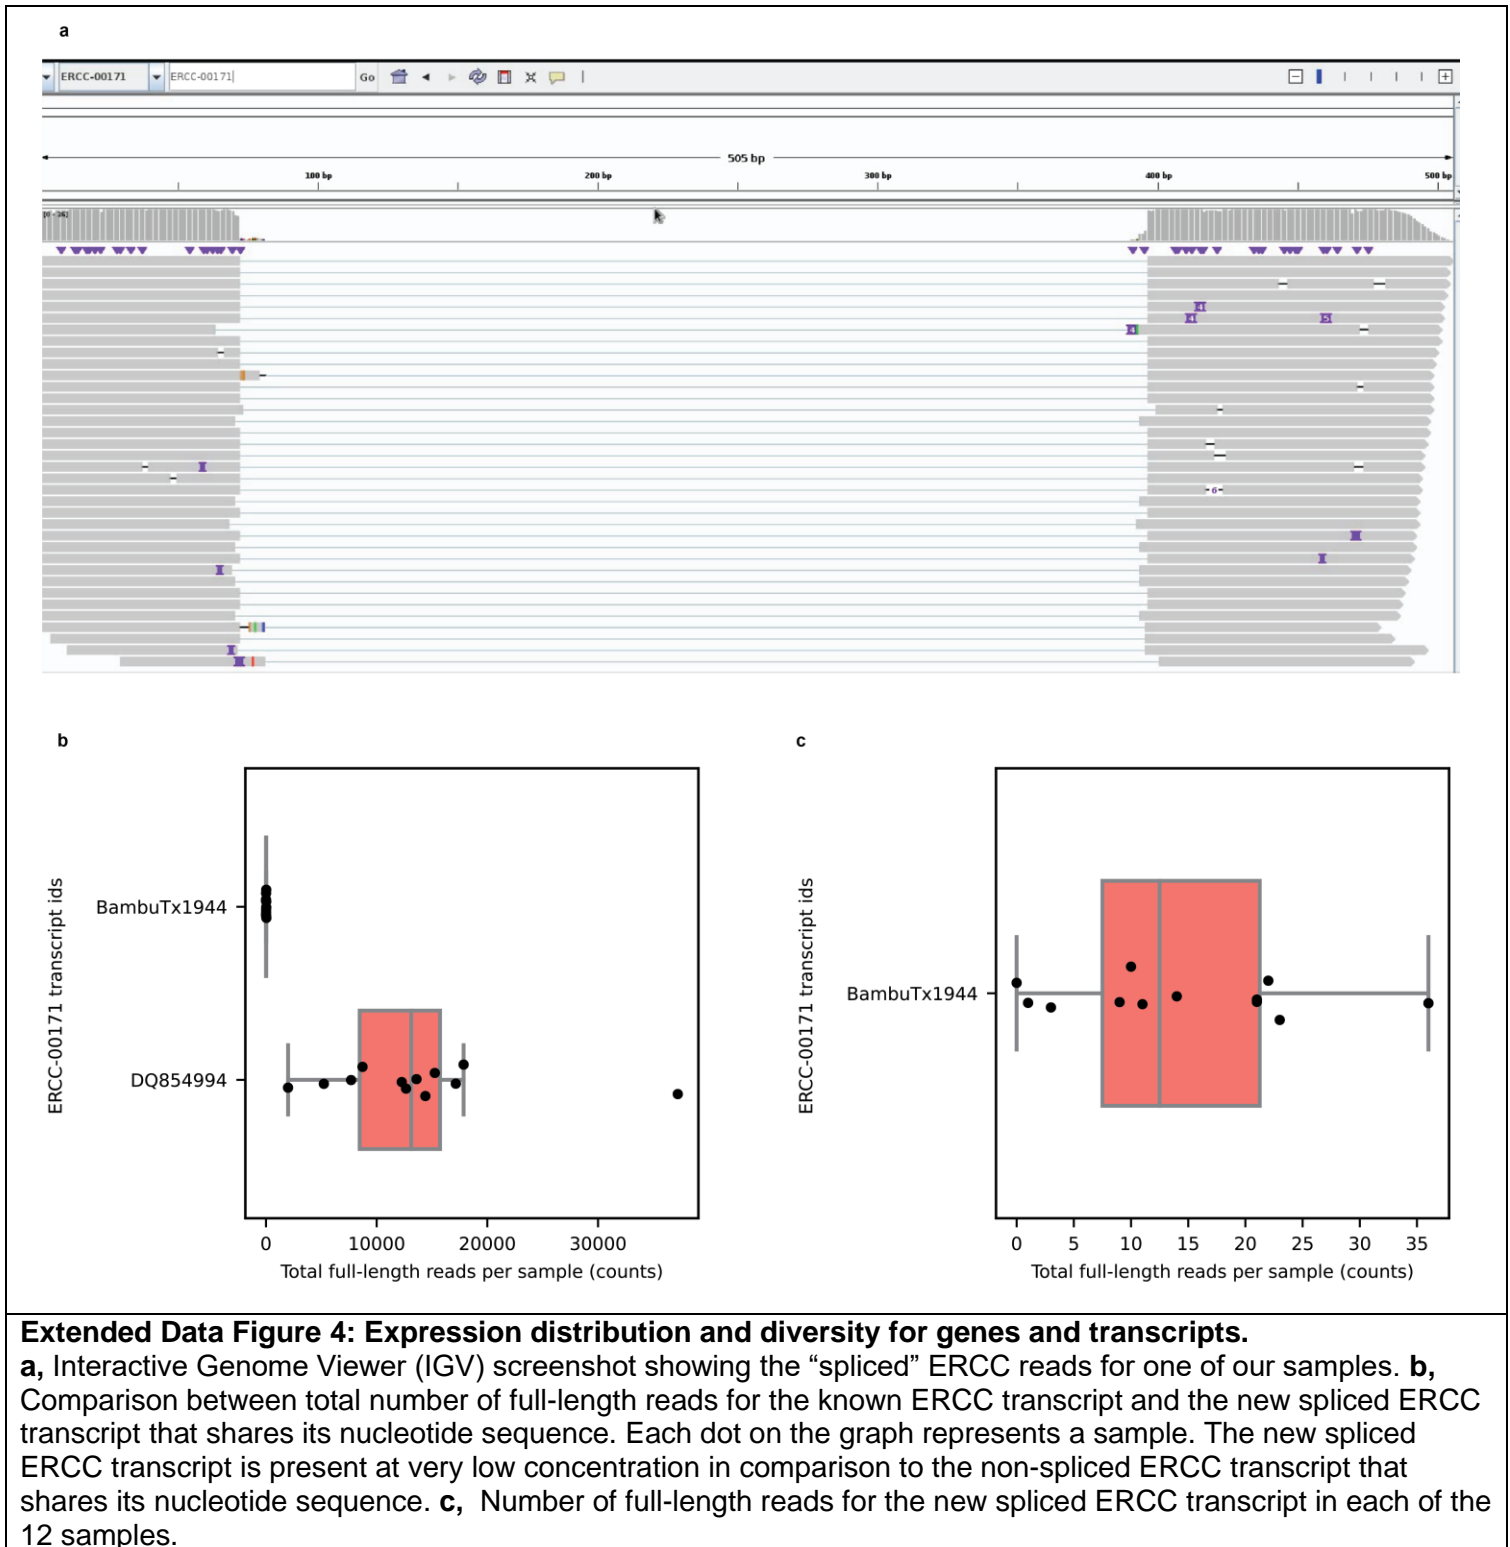 a
ERCC-00171 ERCC-00171 Go
505 bp
100 bp 200 bp 300 bp 400 bp 500 bp
[0 - 36]
4
4 5
4
-6-
b c
ERCC-00171 transcript ids
BambuTx1944
DQ854994
0 10000 20000 30000
Total full-length reads per sample (counts)
ERCC-00171 transcript ids
BambuTx1944
0 5 10 15 20 25 30 35
Total full-length reads per sample (counts)
Extended Data Figure 4: Expression distribution and diversity for genes and transcripts.
a, Interactive Genome Viewer (IGV) screenshot showing the “spliced” ERCC reads for one of our samples. b,
Comparison between total number of full-length reads for the known ERCC transcript and the new spliced ERCC
transcript that shares its nucleotide sequence. Each dot on the graph represents a sample. The new spliced
ERCC transcript is present at very low concentration in comparison to the non-spliced ERCC transcript that
shares its nucleotide sequence. c, Number of full-length reads for the new spliced ERCC transcript in each of the
12 samples.